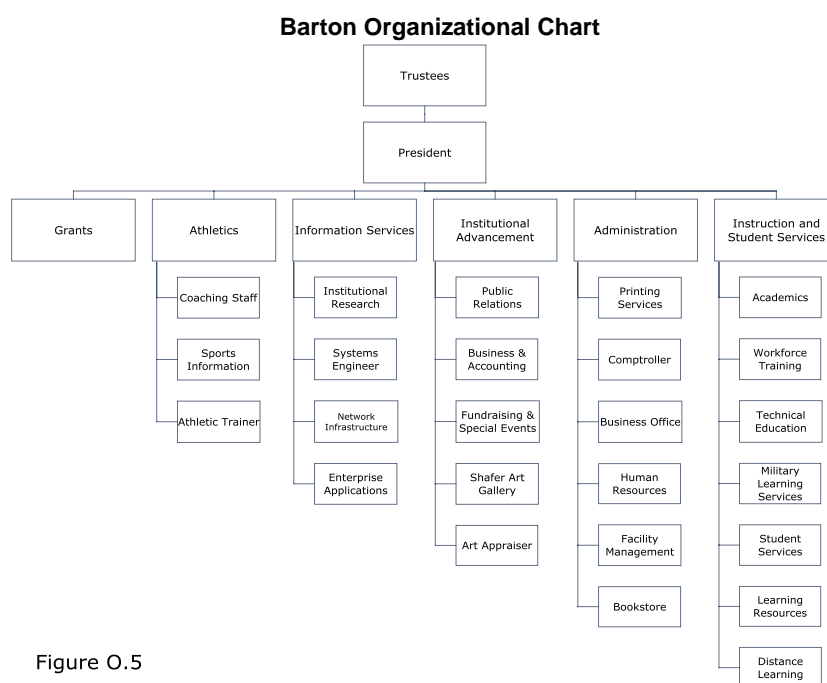 Barton Organizational Chart
Trustees
President
Grants
Athletics
Information Services
Institutional
Advancement
Administration
Instruction and
Student Services
Coaching Staff
Sports
Information
Athletic Trainer
Institutional
Research
Systems
Engineer
Network
Infrastructure
Enterprise
Applications
Public
Relations
Business &
Accounting
Fundraising &
Special Events
Shafer Art
Gallery
Art Appraiser
Printing
Services
Comptroller
Business Office
Human
Resources
Facility
Management
Bookstore
Academics
Workforce
Training
Technical
Education
Military
Learning
Services
Student
Services
Learning
Resources
Distance
Learning
Figure O.5